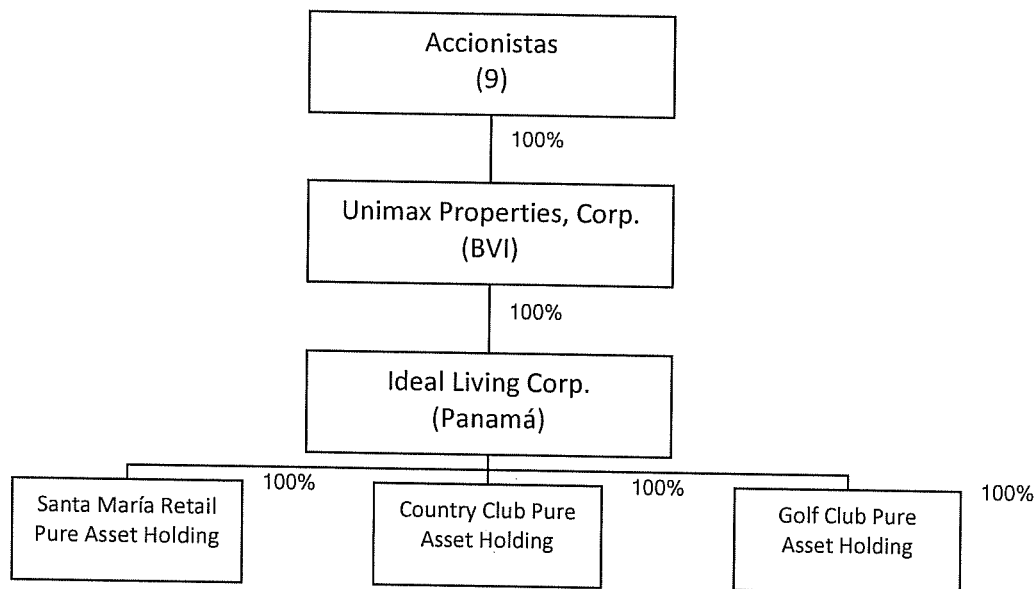 Accionistas
(9)
100%
Unimax Properties, Corp.
(BVI)
100%
Ideal Living Corp.
(Panamá)
100%
100%
100%
Santa María Retail
Pure Asset Holding
Country Club Pure
Asset Holding
Golf Club Pure
Asset Holding